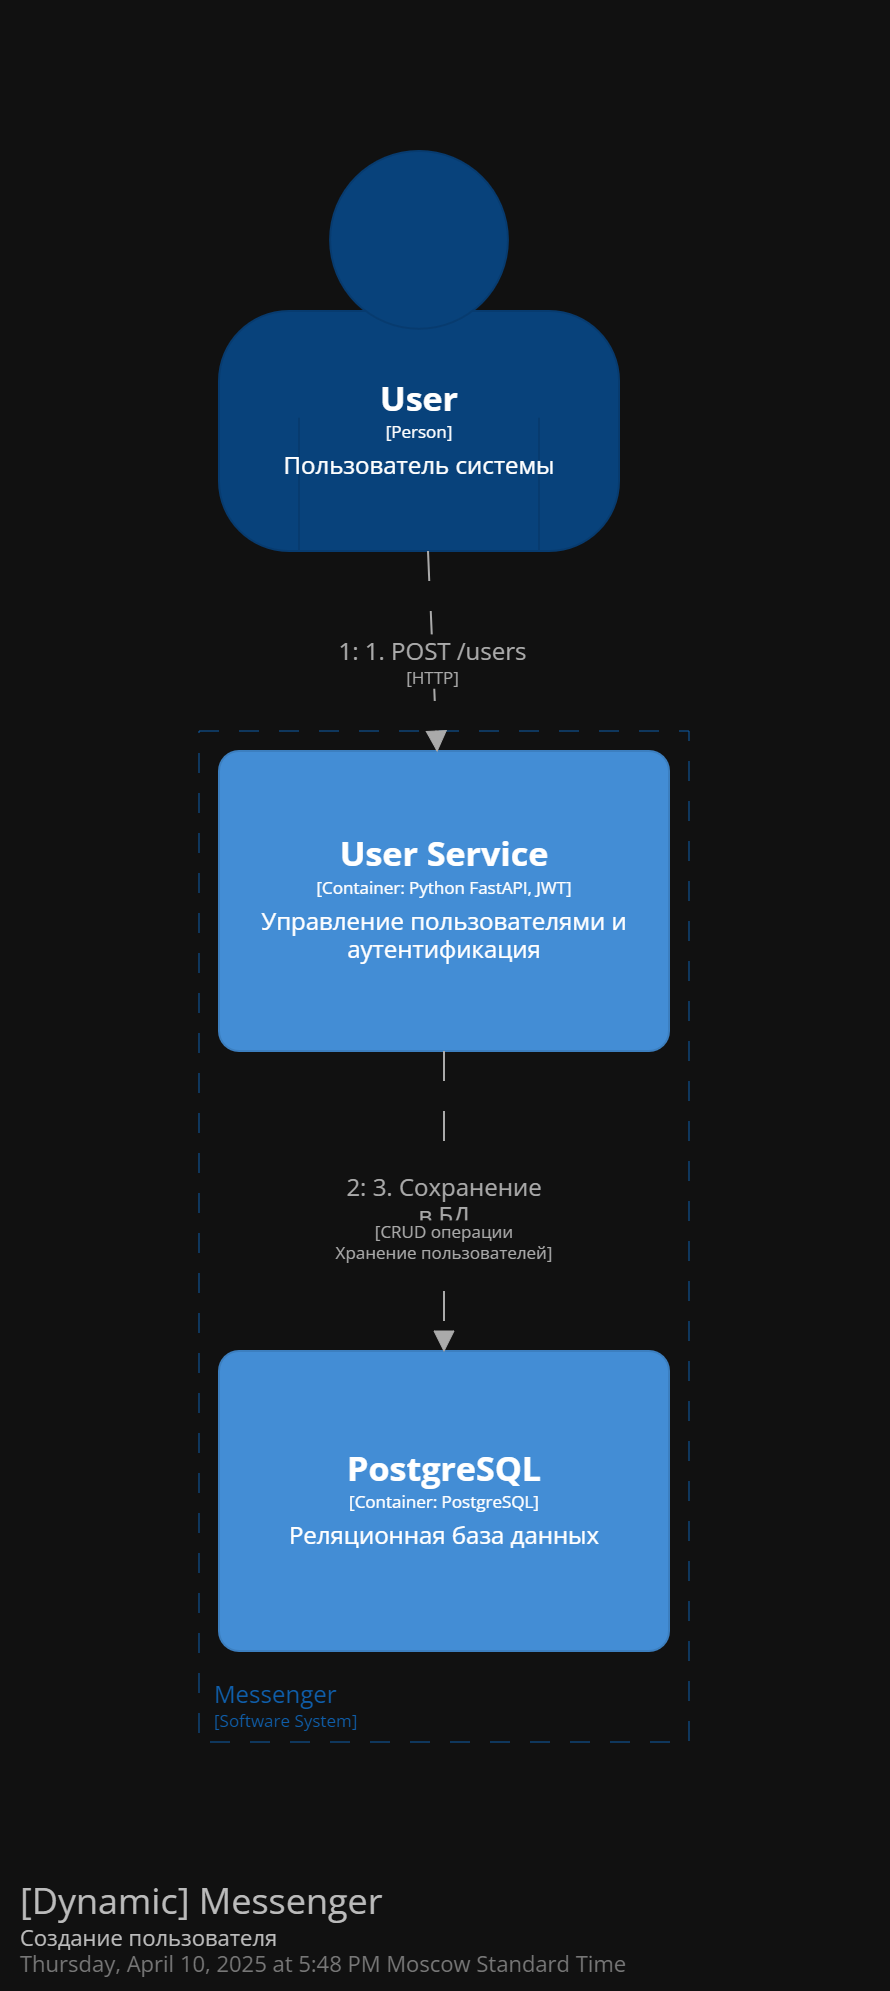 User
[Person]
Пользователь системы
1: 1. POST /users
[HTTP]
User Service
[Container: Python FastAPI, JWT]
Управление пользователями и
аутентификация
2: 3. Сохранение
в БД
[CRUD операции
Хранение пользователей]
PostgreSQL
[Container: PostgreSQL]
Реляционная база данных
Messenger
[Software System]
[Dynamic] Messenger
Создание пользователя
Thursday, April 10, 2025 at 5:48 PM Moscow Standard Time